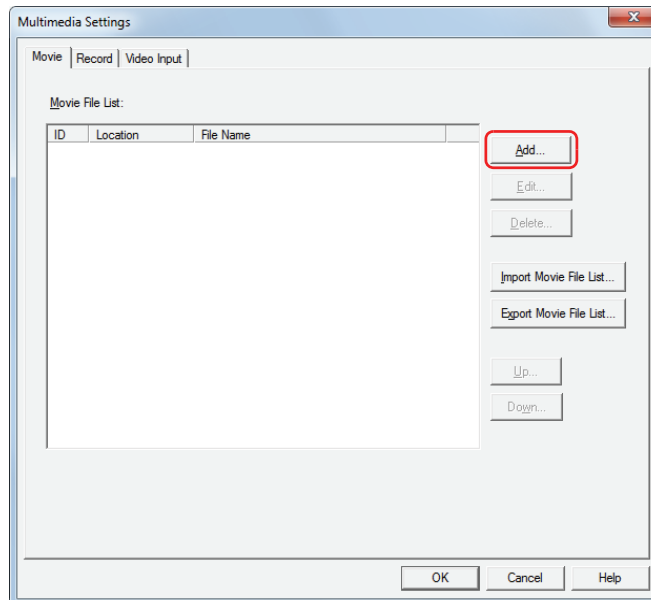 Multimedia Settings
x
Movie Record Video Input
Movie File List:
ID Location File Name
Add...
Edit...
Delete...
Import Movie File List...
Export Movie File List...
Up...
Down...
OK Cancel Help